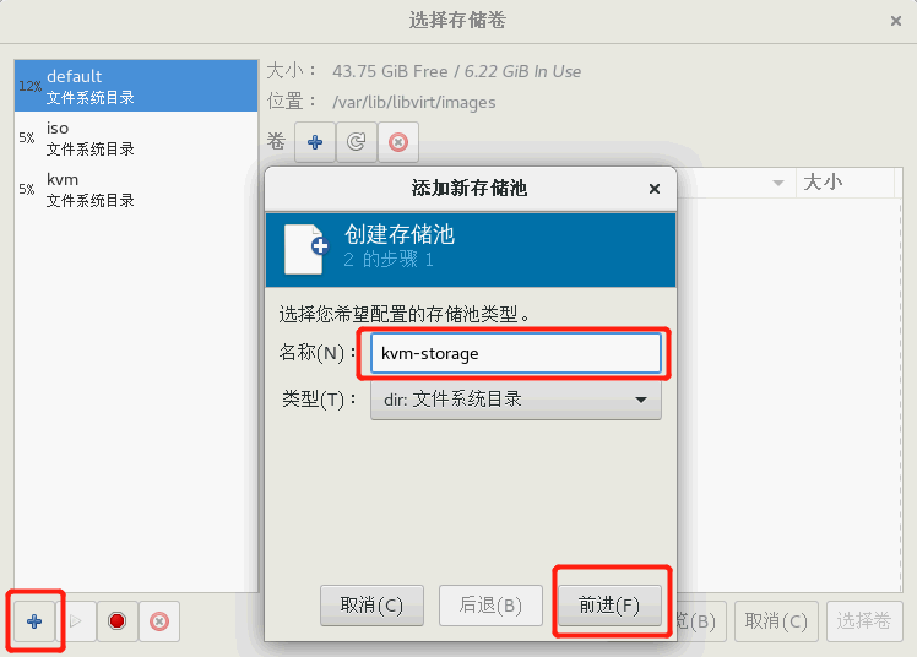 选择存储卷
12% default
文件系统目录
5% iso
文件系统目录
5% kvm
文件系统目录
大小： 43.75 GiB Free / 6.22 GiB In Use
位置： /var/lib/libvirt/images
卷
大小
添加新存储池
创建存储池
2 的步骤 1
选择您希望配置的存储池类型。
名称(N)： kvm-storage
类型(T)： dir: 文件系统目录
取消(C) 后退(B) 前进(F)
览(B) 取消(C) 选择卷